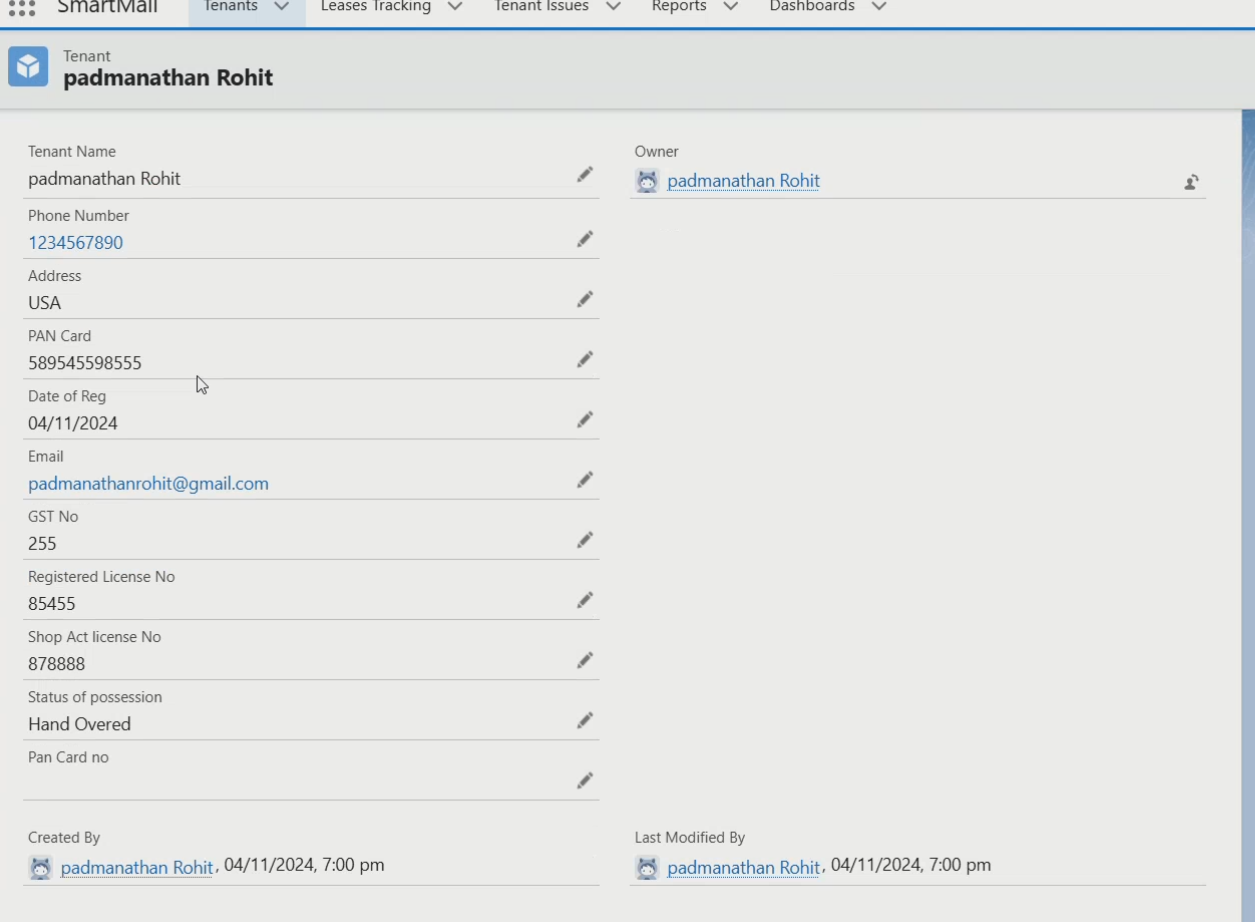 SmartMall Tenants Leases Tracking Tenant Issues Reports Dashboards
Tenant
padmanathan Rohit
Tenant Name
padmanathan Rohit
Owner
padmanathan Rohit
Phone Number
1234567890
Address
USA
PAN Card
589545598555
Date of Reg
04/11/2024
Email
padmanathanrohit@gmail.com
GST No
255
Registered License No
85455
Shop Act license No
878888
Status of possession
Hand Overed
Pan Card no
Created By
padmanathan Rohit, 04/11/2024, 7:00 pm
Last Modified By
padmanathan Rohit, 04/11/2024, 7:00 pm